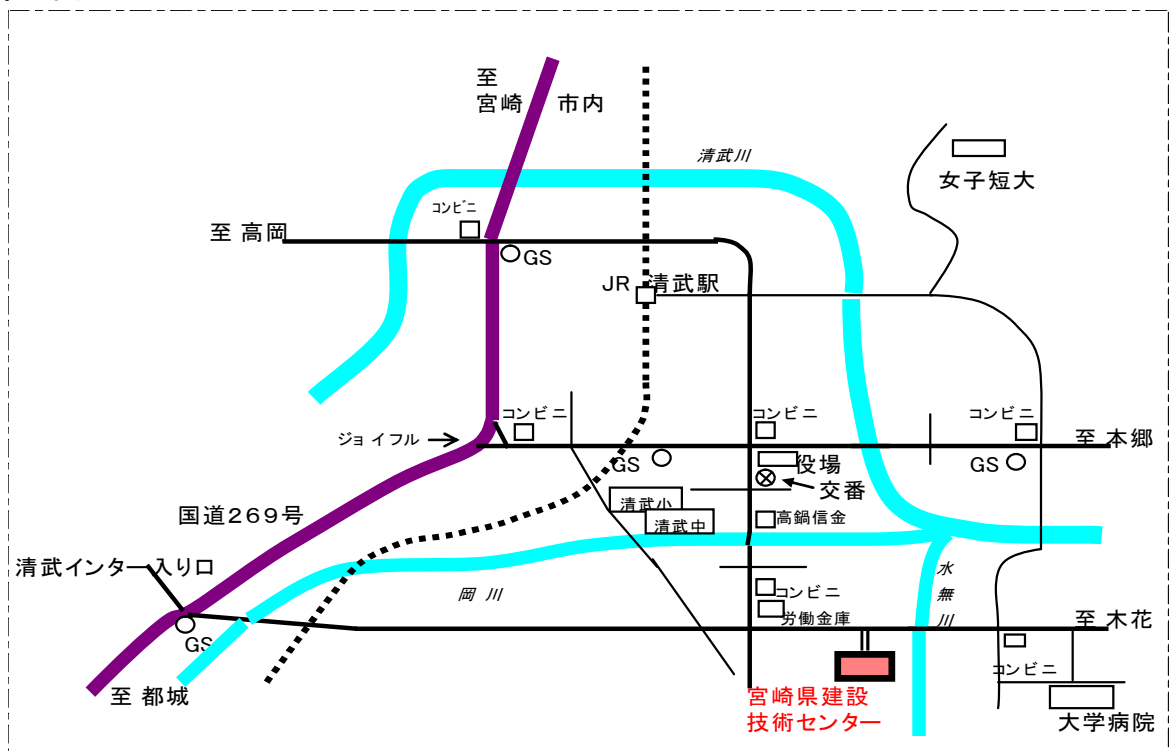 至
宮崎 市内
清武川
女子短大
コンビニ
至 高岡
GS
JR 清武駅
コンビニ
コンビニ
コンビニ
ジョイフル
至 本郷
GS
役場
GS
交番
清武小
国道269号
高鍋信金
清武中
清武インター入り口
岡川
水無川
コンビニ
労働金庫
至 木花
GS
コンビニ
至 都城
宮崎県建設
技術センター
大学病院